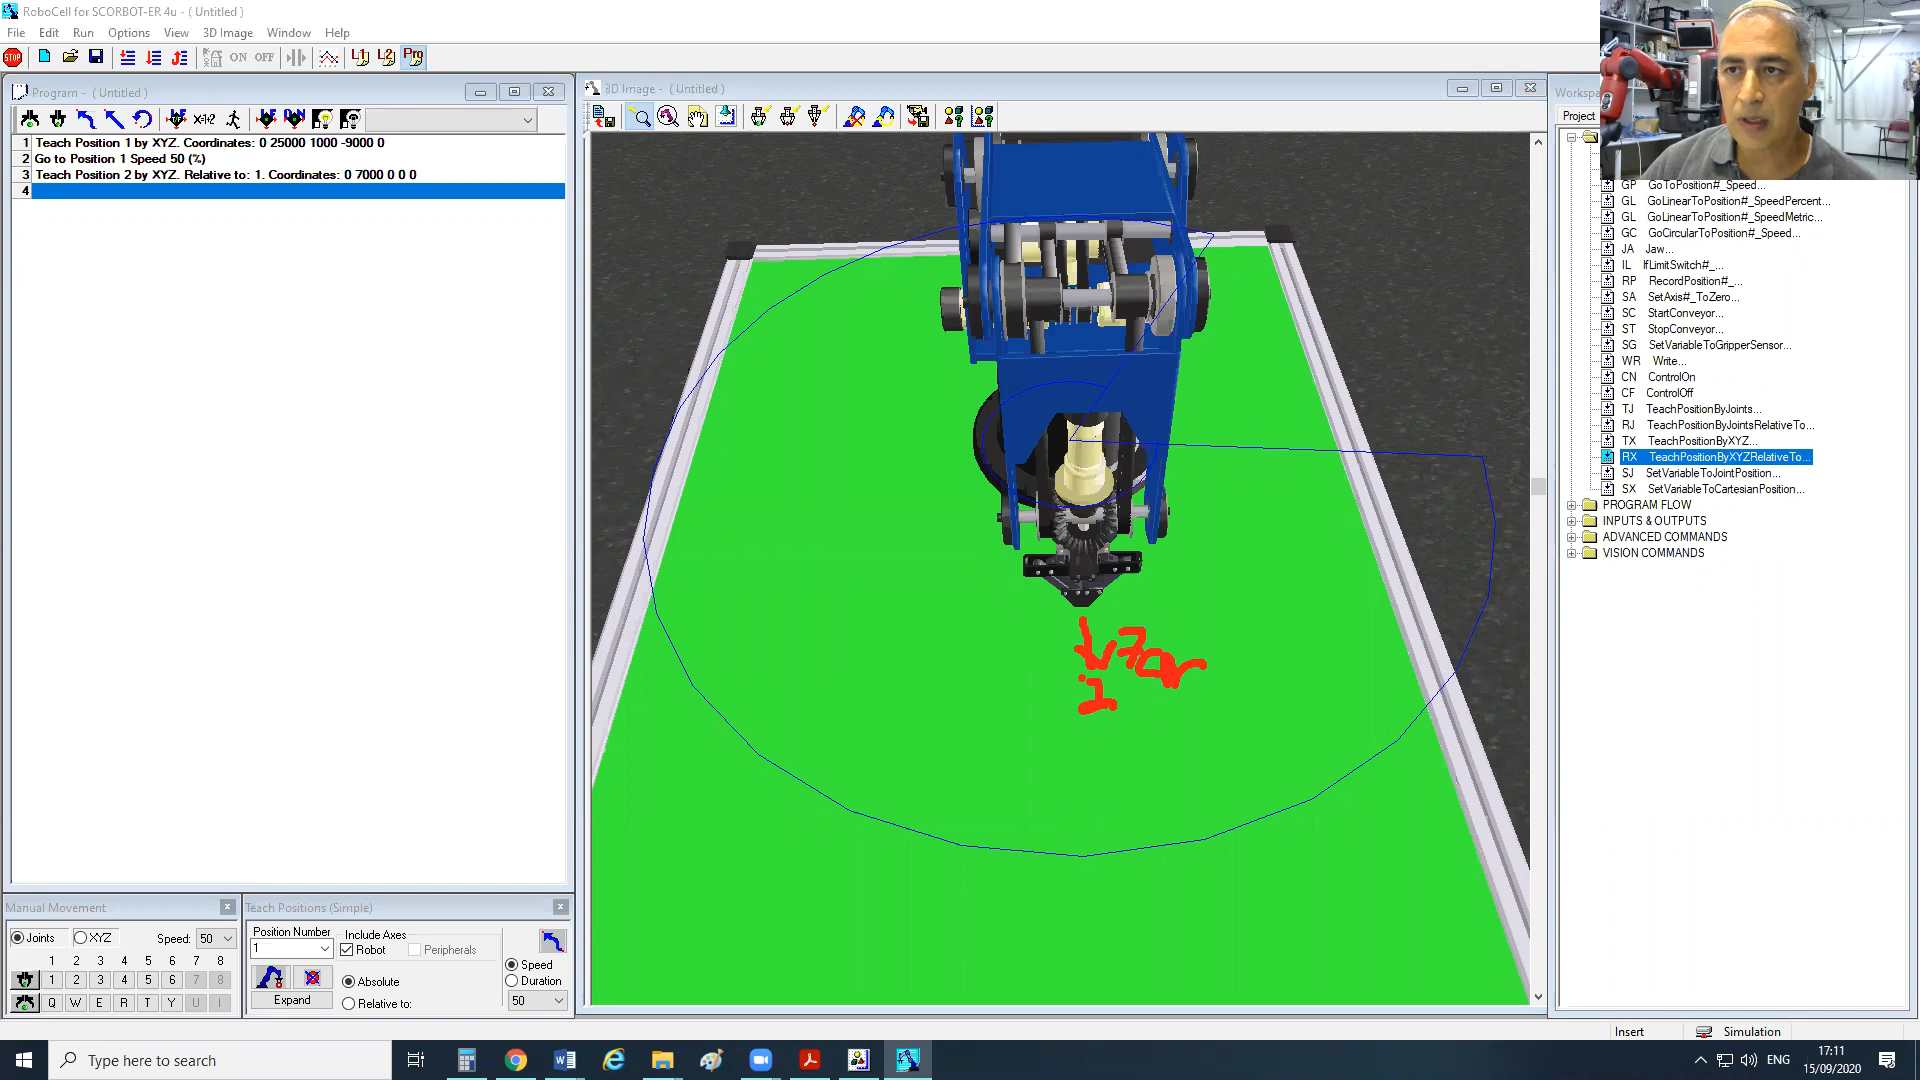 RoboCell for SCORBOT-ER 4u - ( Untitled )
File Edit Run Options View 3D Image Window Help
STOP ON OFF L1 L2 Prg
Program - ( Untitled )
1 Teach Position 1 by XYZ. Coordinates: 0 25000 1000 -9000 0
2 Go to Position 1 Speed 50 (%)
3 Teach Position 2 by XYZ. Relative to: 1. Coordinates: 0 7000 0 0 0
4
3D Image - ( Untitled )
Workspa
Project
GP GoToPosition#_Speed...
GL GoLinearToPosition#_SpeedPercent...
GL GoLinearToPosition#_SpeedMetric...
GC GoCircularToPosition#_Speed...
JA Jaw...
IL IfLimitSwitch#_...
RP RecordPosition#_...
SA SetAxis#_ToZero...
SC StartConveyor...
ST StopConveyor...
SG SetVariableToGripperSensor...
WR Write...
CN ControlOn
CF ControlOff
TJ TeachPositionByJoints...
RJ TeachPositionByJointsRelativeTo...
TX TeachPositionByXYZ...
RX TeachPositionByXYZRelativeTo...
SJ SetVariableToJointPosition...
SX SetVariableToCartesianPosition...
PROGRAM FLOW
INPUTS & OUTPUTS
ADVANCED COMMANDS
VISION COMMANDS
Manual Movement
Joints XYZ Speed: 50
1 2 3 4 5 6 7 8
1 2 3 4 5 6 7 8
Q W E R T Y U I
Teach Positions (Simple)
Position Number
1
Include Axes
Robot Peripherals
Absolute
Relative to:
Expand
Speed
Duration
50
Insert Simulation
Type here to search
ENG
17:11
15/09/2020